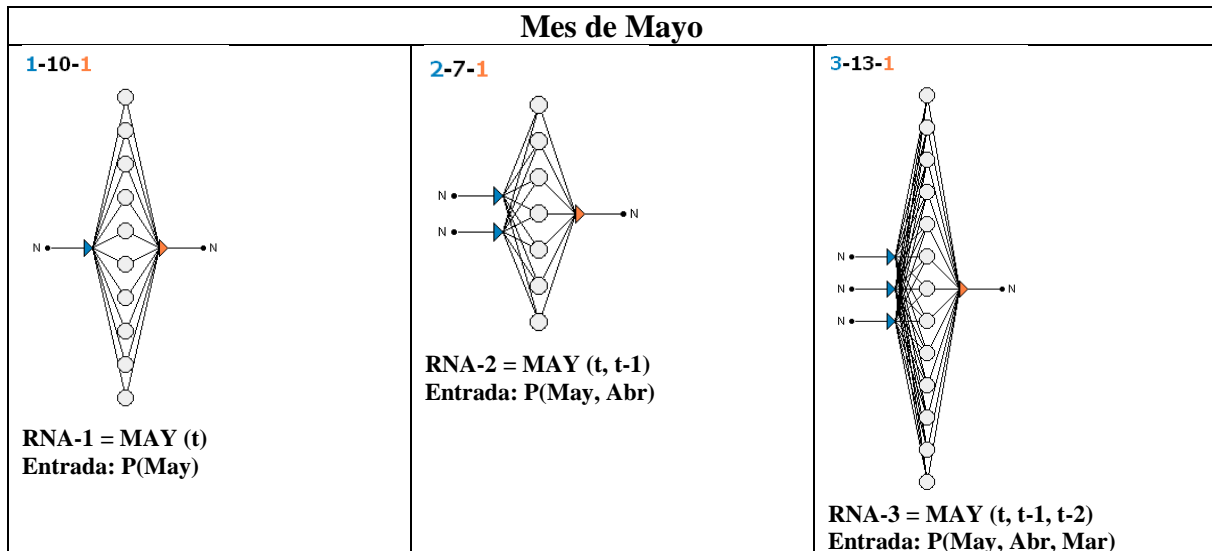 Mes de Mayo
1-10-1
N
N
RNA-1 = MAY (t)
Entrada: P(May)
2-7-1
N
N
N
RNA-2 = MAY (t, t-1)
Entrada: P(May, Abr)
3-13-1
N
N
N
N
RNA-3 = MAY (t, t-1, t-2)
Entrada: P(May, Abr, Mar)